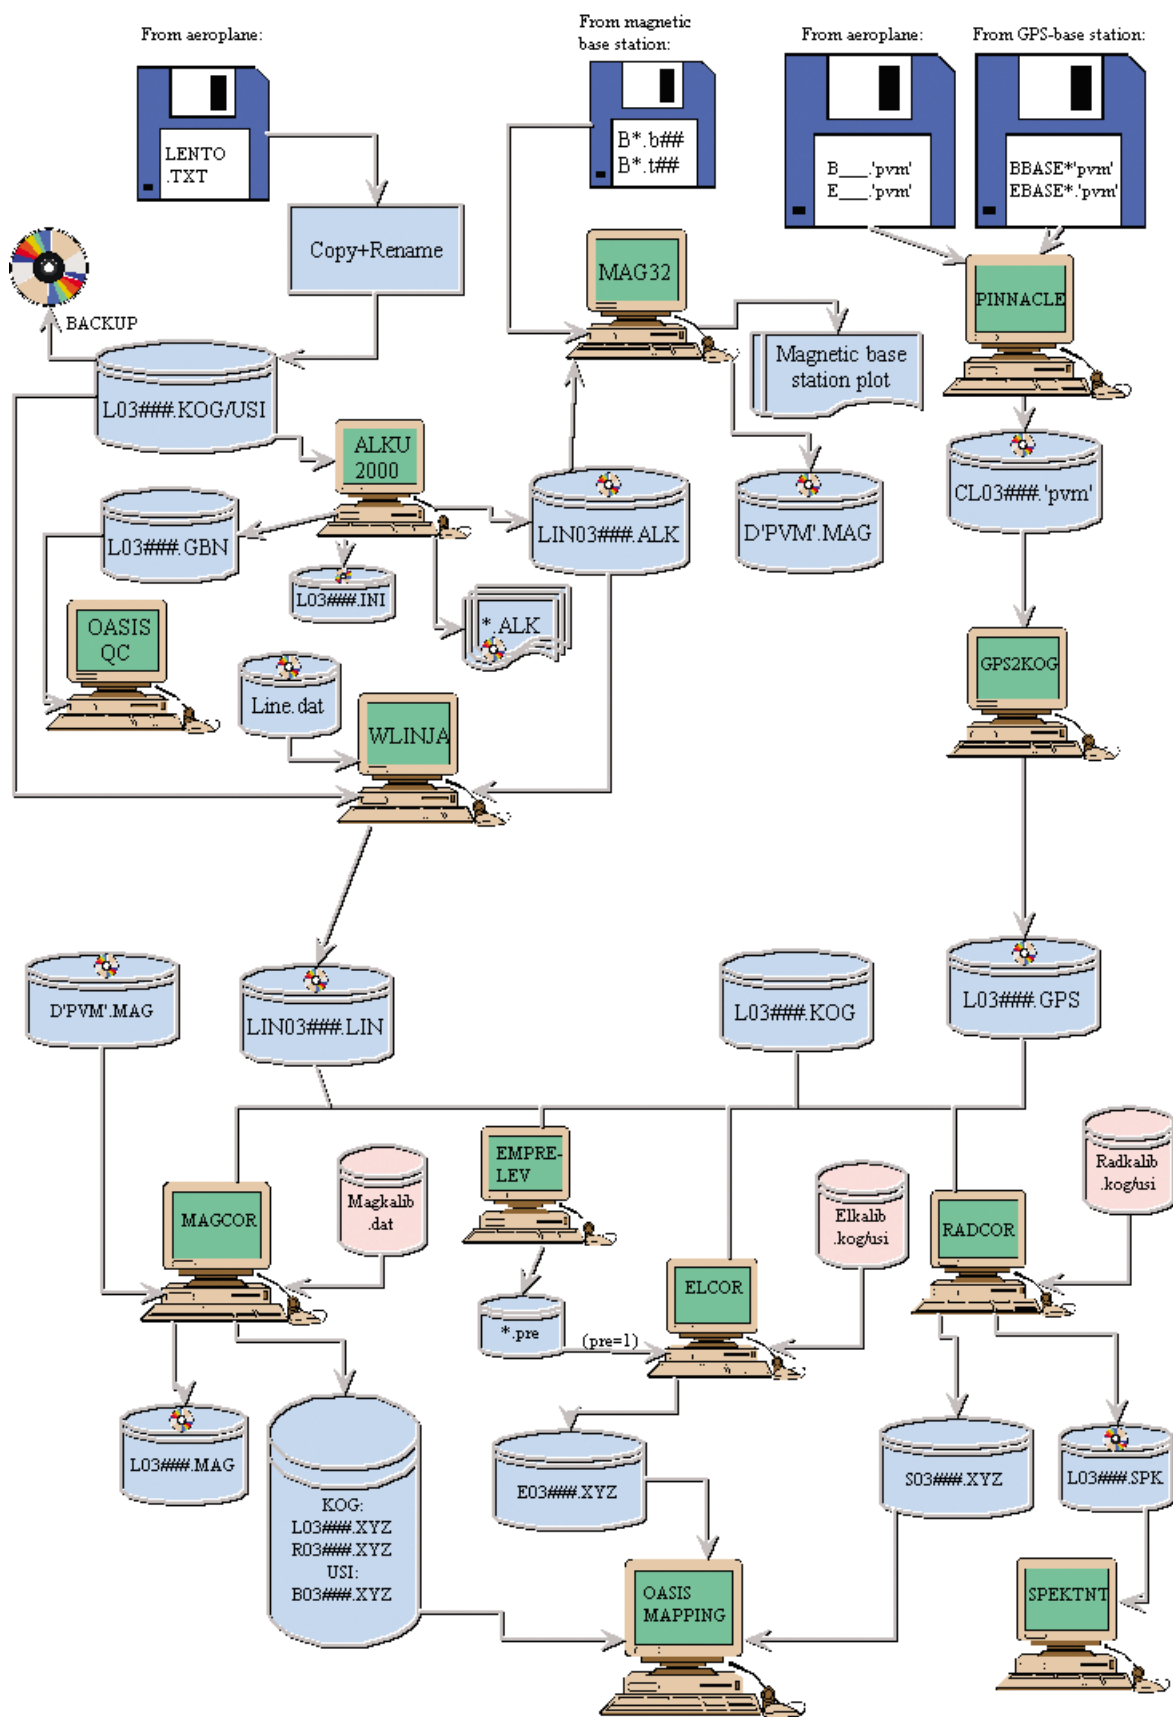 From aeroplane:
From magnetic
base station:
From aeroplane:
From GPS-base station:
LENTO
.TXT
B*.b##
B*.t##
B___.'pvm'
E___.'pvm'
BBASE*'pvm'
EBASE*.'pvm'
Copy+Rename
MAG32
PINNACLE
BACKUP
Magnetic base
station plot
L03###.KOG/USI
ALKU
2000
CL03###.'pvm'
LIN03###.ALK
D'PVM'.MAG
L03###.GBN
L03###.INI
*.ALK
OASIS
QC
GPS2KOG
Line.dat
WLINJA
D'PVM'.MAG
LIN03###.LIN
L03###.KOG
L03###.GPS
EMPRE-
LEV
Radkalib
.kog/usi
Magkalib
.dat
MAGCOR
Elkalib
.kog/usi
RADCOR
ELCOR
*.pre
(pre=1)
L03###.MAG
E03###.XYZ
S03###.XYZ
L03###.SPK
KOG:
L03###.XYZ
R03###.XYZ
USI:
B03###.XYZ
OASIS
MAPPING
SPEKTNT